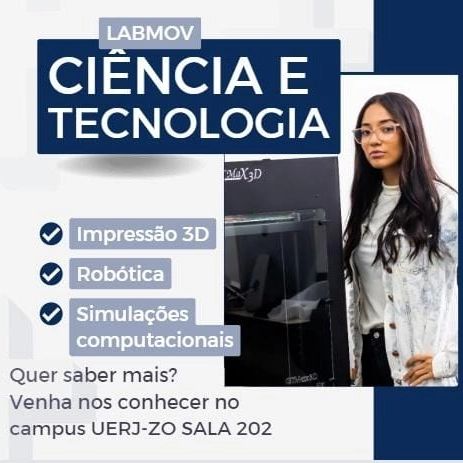 LABMOV
CIÊNCIA E
TECNOLOGIA
Impressão 3D
Robótica
Simulações
computacionais
Quer saber mais?
Venha nos conhecer no
campus UERJ-ZO SALA 202